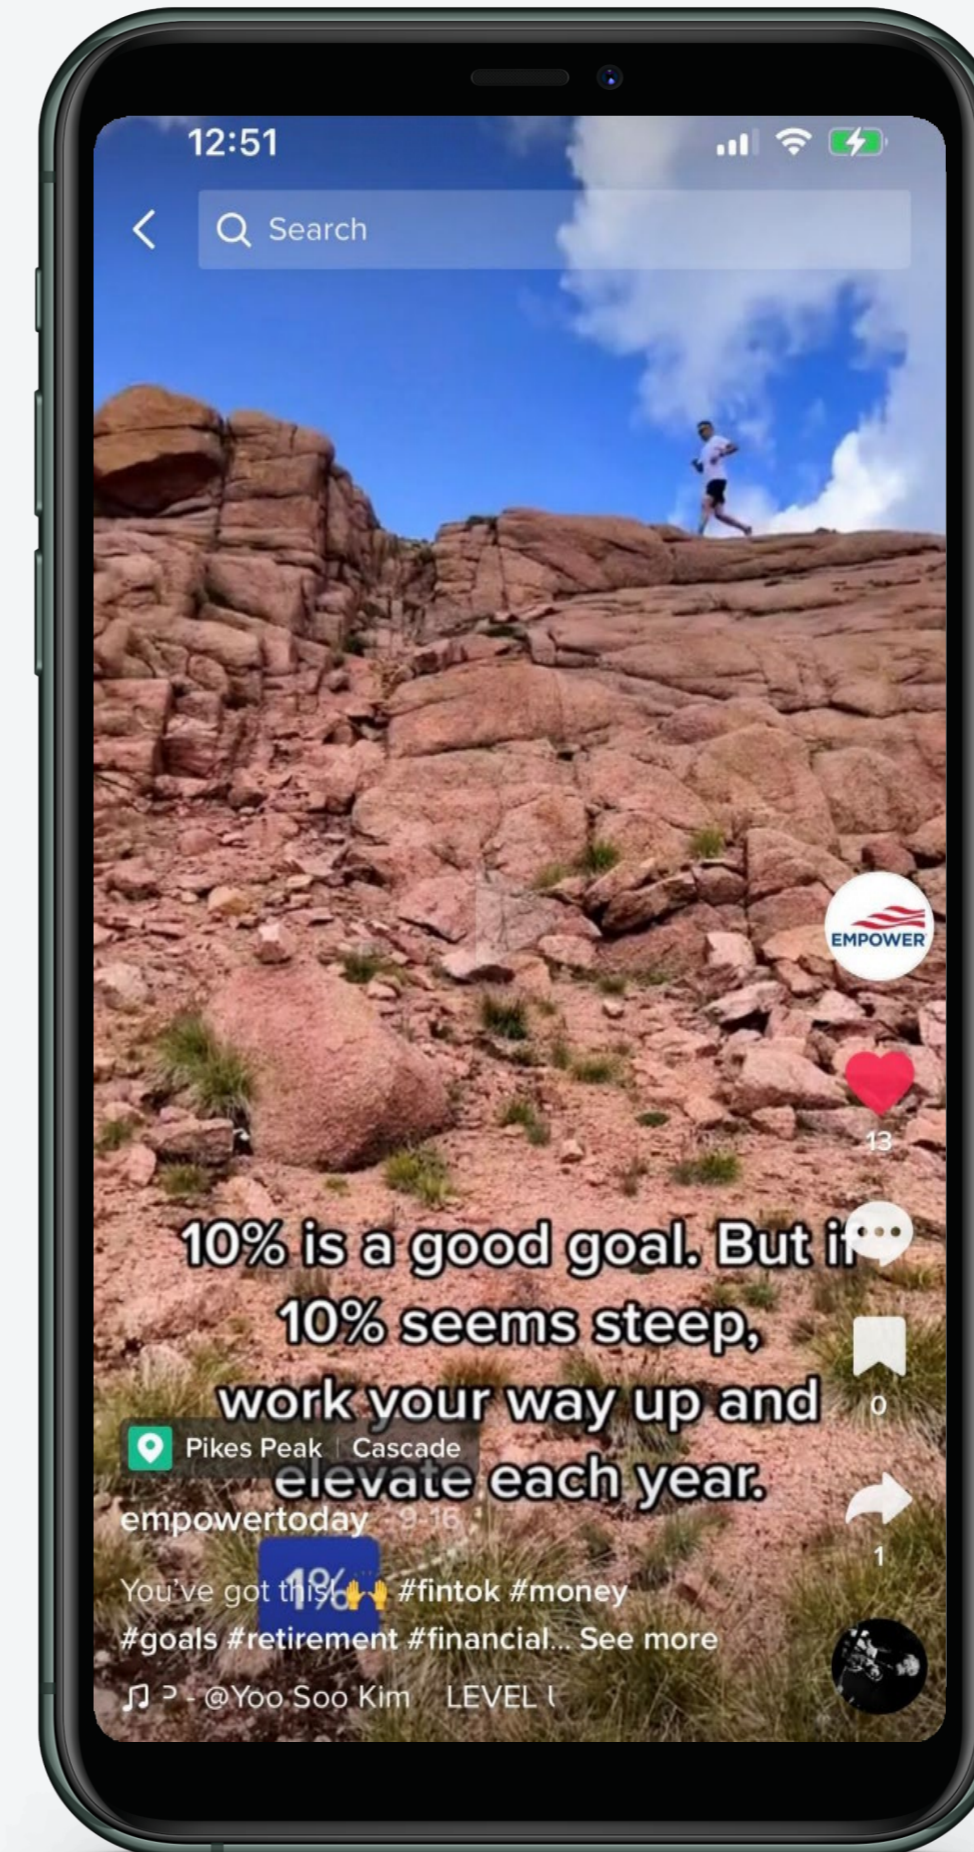 12:51
Search
EMPOWER
13
10% is a good goal. But if
10% seems steep,
work your way up and
0
Pikes Peak | Cascade
elevate each year.
empowertoday · 9-16
1
1%
You've got this!🙌 #fintok #money
#goals #retirement #financial... See more
- @Yoo Soo Kim LEVEL